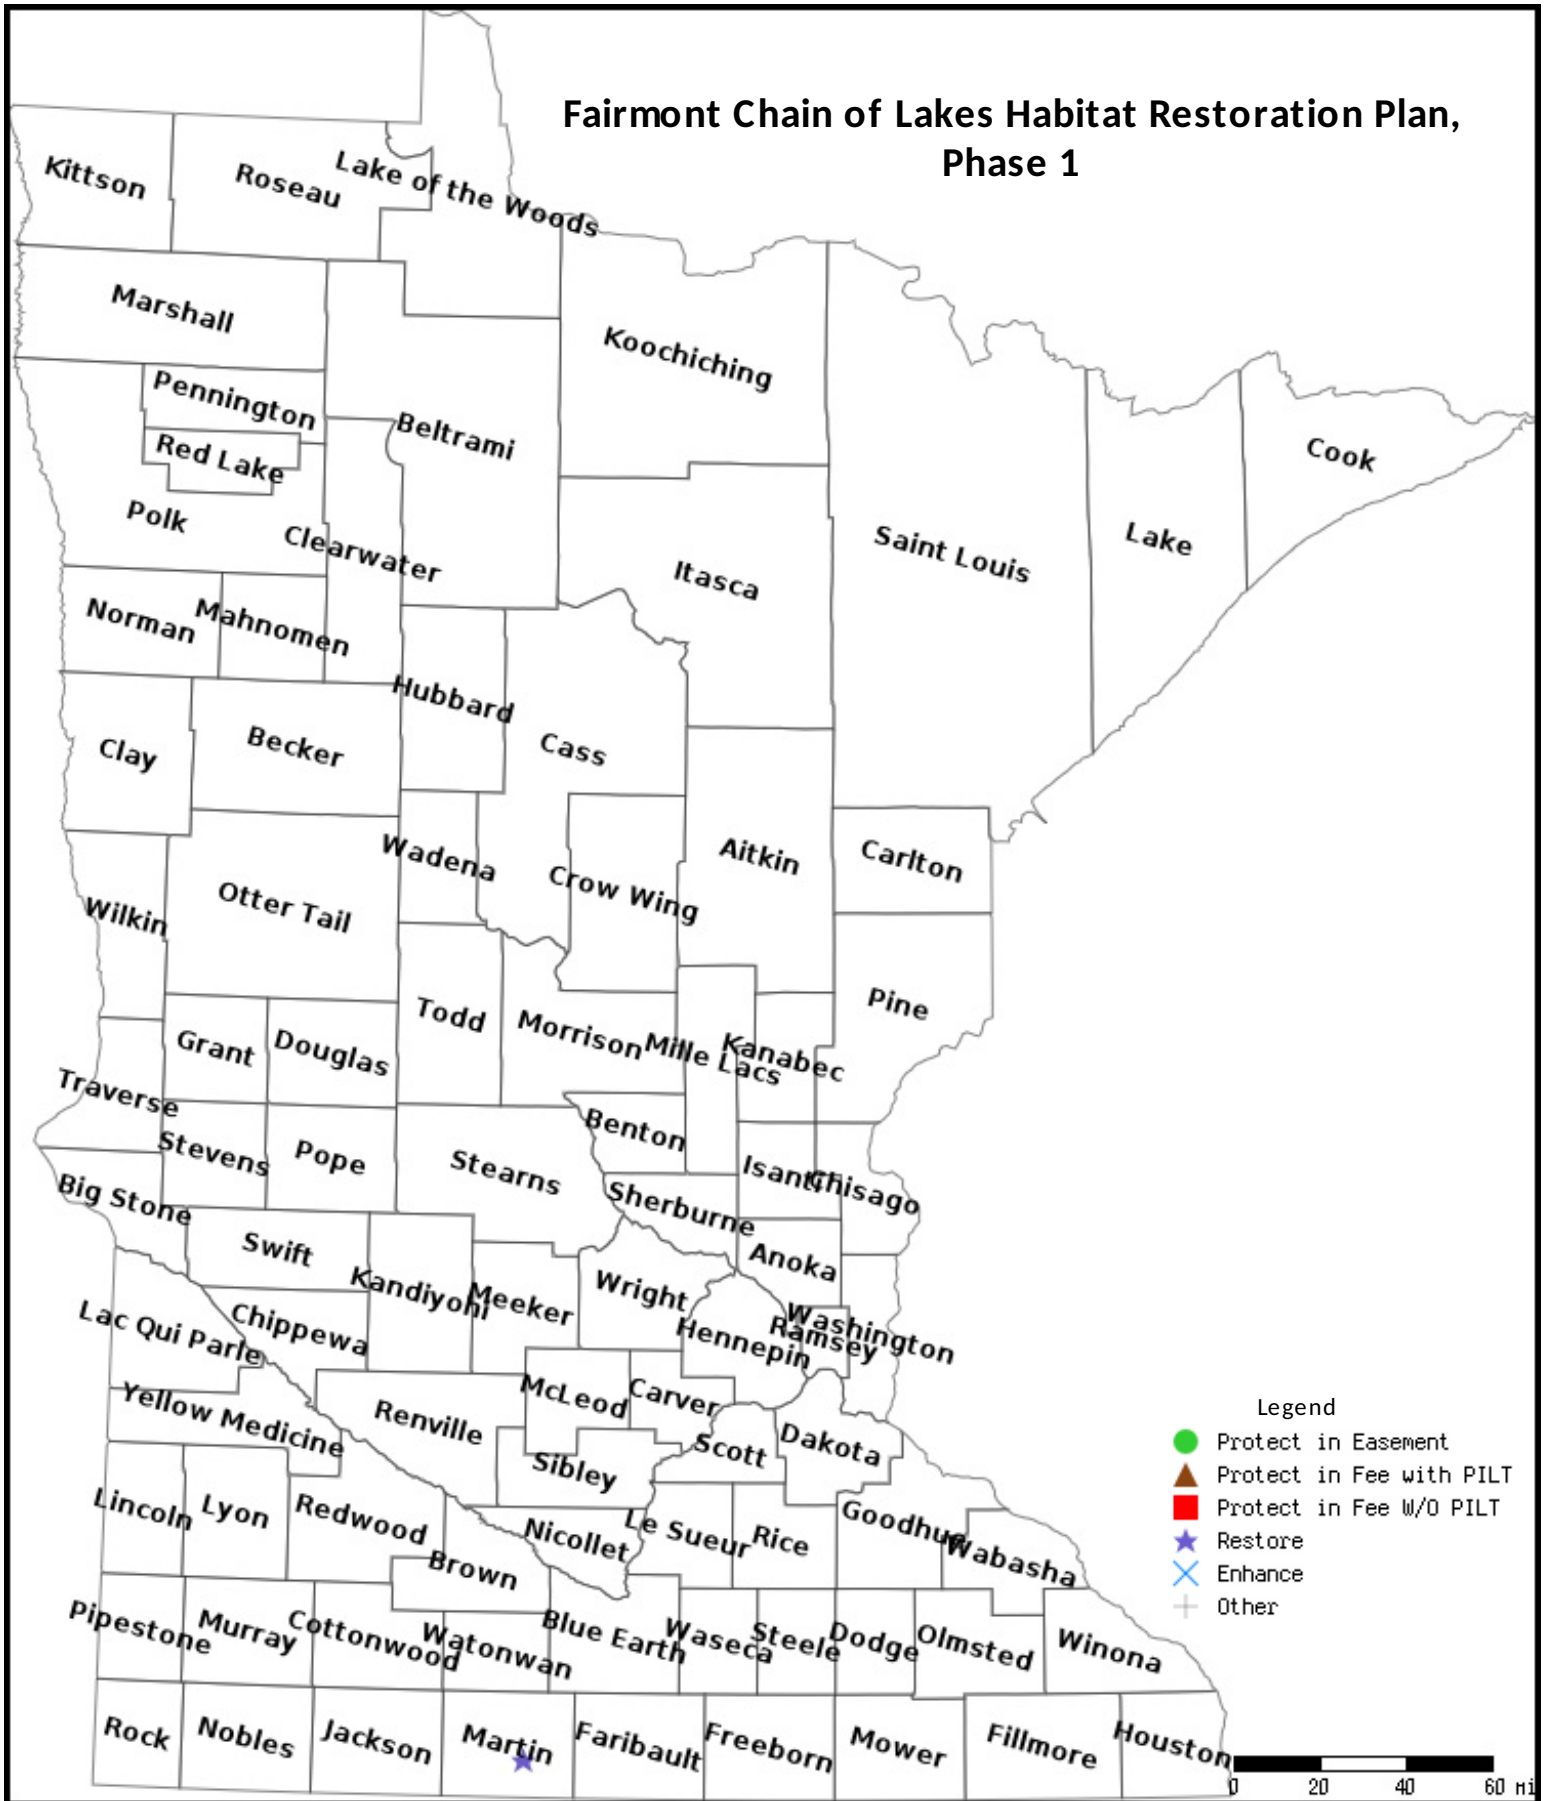 Fairmont Chain of Lakes Habitat Restoration Plan,
Phase 1
Kittson
Roseau
Lake of the Woods
Marshall
Koochiching
Pennington
Beltrami
Red Lake
Cook
Polk
Clearwater
Saint Louis
Lake
Itasca
Norman
Mahnomen
Hubbard
Clay
Becker
Cass
Wadena
Aitkin
Carlton
Otter Tail
Crow Wing
Wilkin
Todd
Pine
Morrison
Grant
Douglas
Mille Lacs
Kanabec
Traverse
Benton
Stevens
Pope
Stearns
Isanti
Chisago
Big Stone
Sherburne
Swift
Anoka
Kandiyohi
Meeker
Wright
Lac Qui Parle
Chippewa
Hennepin
Ramsey
Washington
McLeod
Carver
Yellow Medicine
Renville
Scott
Dakota
Sibley
Legend
Protect in Easement
Protect in Fee with PILT
Protect in Fee W/O PILT
Restore
Enhance
Other
Lincoln
Lyon
Redwood
Nicollet
Le Sueur
Rice
Goodhue
Wabasha
Brown
Pipestone
Murray
Cottonwood
Watonwan
Blue Earth
Waseca
Steele
Dodge
Olmsted
Winona
Rock
Nobles
Jackson
Martin
Faribault
Freeborn
Mower
Fillmore
Houston
0 20 40 60 mi